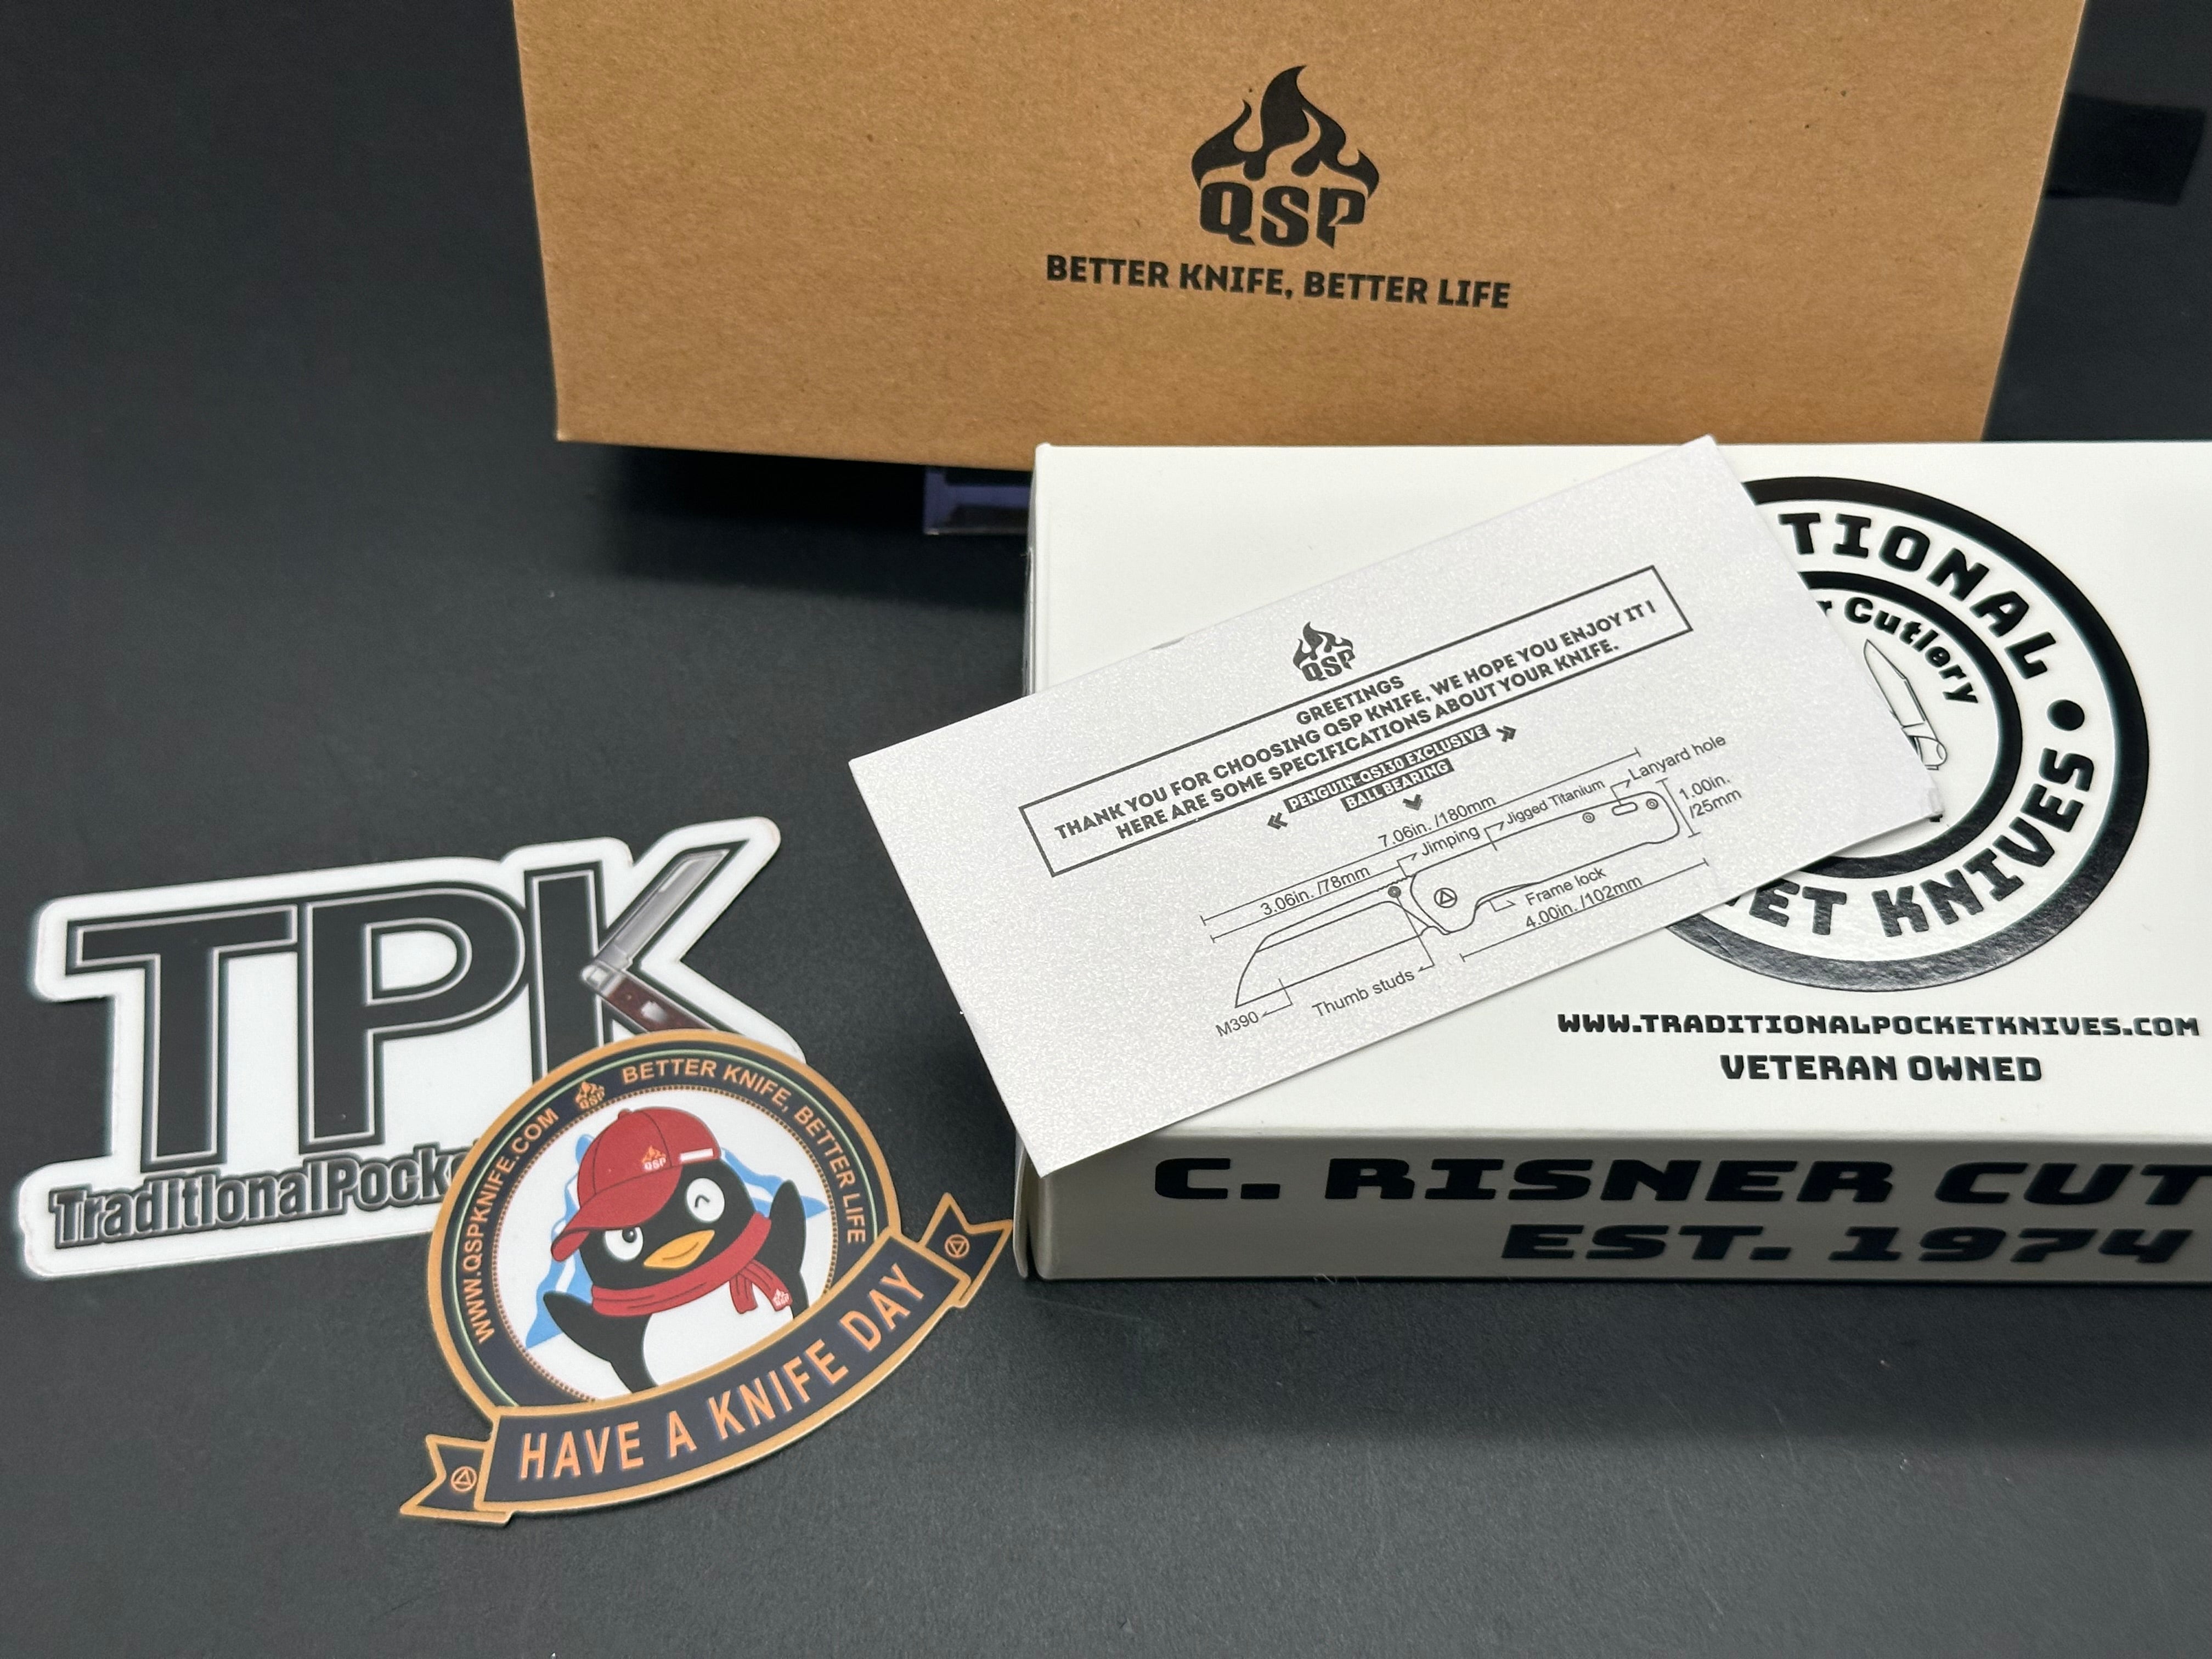 QSP
BETTER KNIFE, BETTER LIFE
TIONAL
Cutlery
ET KNIVES
WWW.TRADITIONALPOCKETKNIVES.COM
VETERAN OWNED
C. RISNER CUT
EST. 1974
QSP
GREETINGS
THANK YOU FOR CHOOSING QSP KNIFE, WE HOPE YOU ENJOY IT !
HERE ARE SOME SPECIFICATIONS ABOUT YOUR KNIFE.
PENGUIN-QS130 EXCLUSIVE
BALL BEARING
7.06in. /180mm
Lanyard hole
3.06in. /78mm
Jimping
Jigged Titanium
1.00in.
/25mm
Frame lock
4.00in. /102mm
M390
Thumb studs
TPK
TraditionalPock
WWW.QSPKNIFE.COM
QSP
BETTER KNIFE, BETTER LIFE
QSP
HAVE A KNIFE DAY